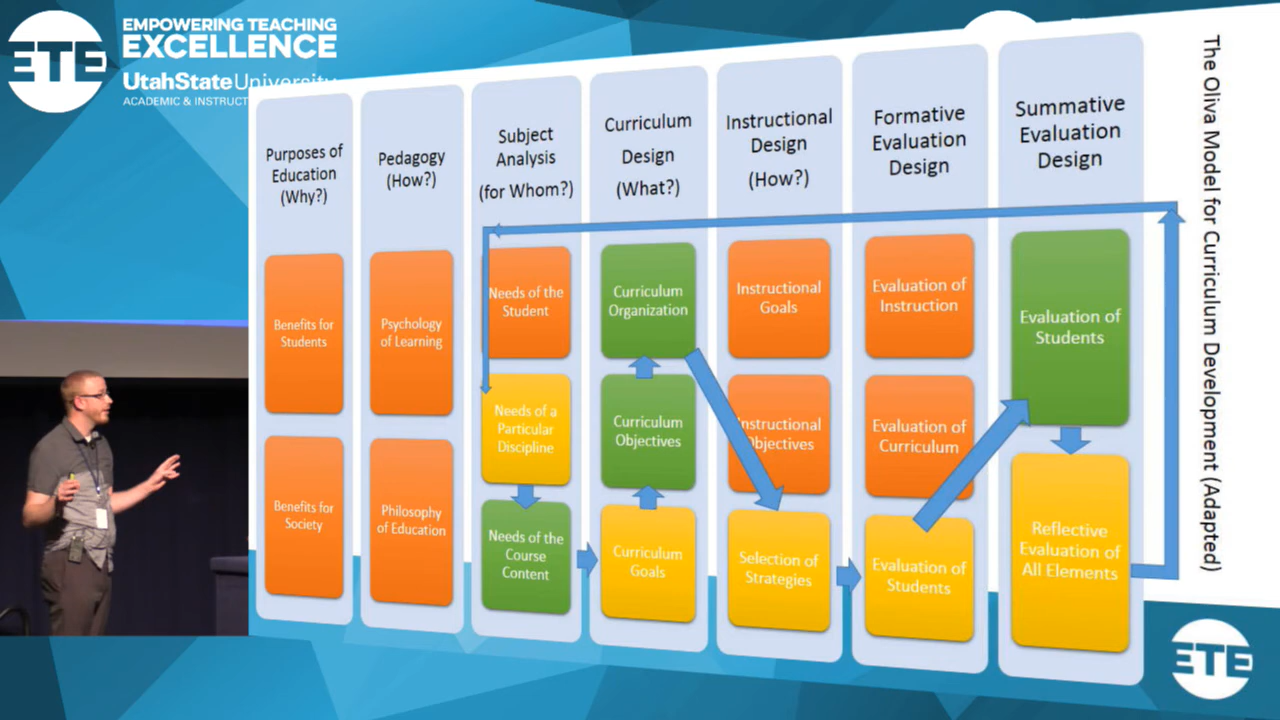 EMPOWERING TEACHING
EXCELLENCE
UtahState University
ACADEMIC & INSTRUCT
ETE
Purposes of
Education
(Why?)
Benefits for
Students
Benefits for
Society
Pedagogy
(How?)
Psychology
of Learning
Philosophy
of Education
Subject
Analysis
(for Whom?)
Needs of the
Student
Needs of a
Particular
Discipline
Needs of the
Course
Content
Curriculum
Design
(What?)
Curriculum
Organization
Curriculum
Objectives
Curriculum
Goals
Instructional
Design
(How?)
Instructional
Goals
Instructional
Objectives
Selection of
Strategies
Formative
Evaluation
Design
Evaluation of
Instruction
Evaluation of
Curriculum
Evaluation of
Students
Summative
Evaluation
Design
Evaluation of
Students
Reflective
Evaluation of
All Elements
The Oliva Model for Curriculum Development (Adapted)
ETE